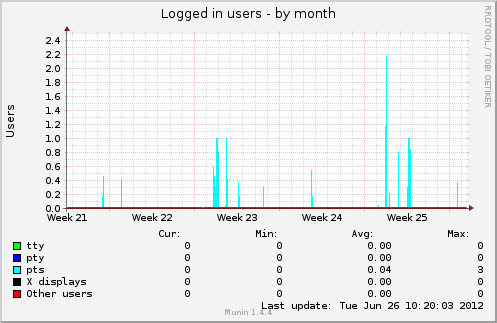 Logged in users - by month
RRDTOOL / TOBI OETIKER
Users
2.4
2.2
2.0
1.8
1.6
1.4
1.2
1.0
0.8
0.6
0.4
0.2
0.0
Week 21 Week 22 Week 23 Week 24 Week 25
Cur: Min: Avg: Max:
tty 0 0 0.00 0
pty 0 0 0.00 0
pts 0 0 0.04 3
X displays 0 0 0.00 0
Other users 0 0 0.00 0
Last update: Tue Jun 26 10:20:03 2012
Munin 1.4.4